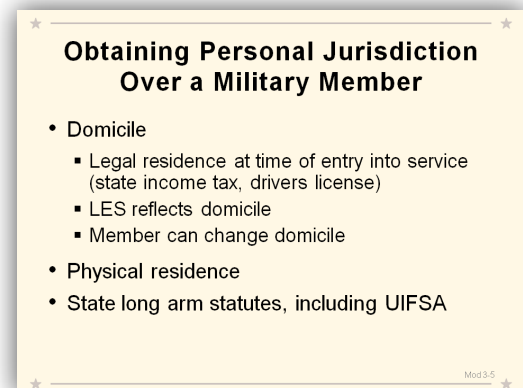 Obtaining Personal Jurisdiction
Over a Military Member
• Domicile
▪ Legal residence at time of entry into service
(state income tax, drivers license)
▪ LES reflects domicile
▪ Member can change domicile
• Physical residence
• State long arm statutes, including UIFSA
Mod 3-5